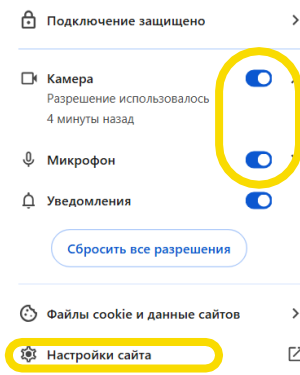 Подключение защищено
Камера
Разрешение использовалось
4 минуты назад
Микрофон
Уведомления
Сбросить все разрешения
Файлы cookie и данные сайтов
Настройки сайта